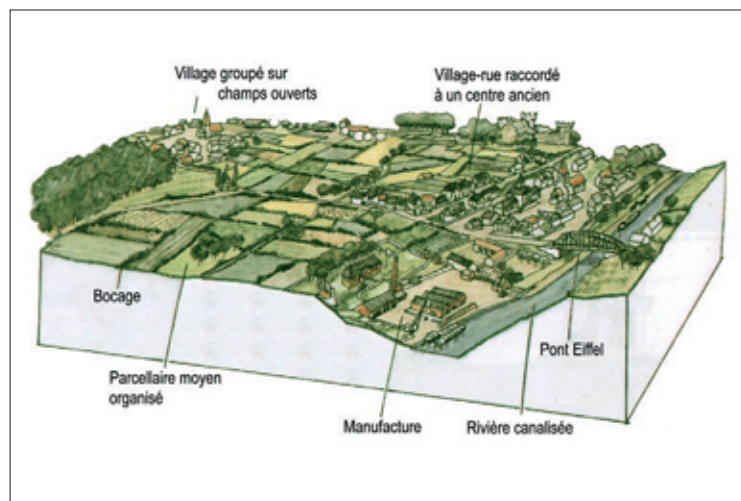 Village groupé sur
champs ouverts
Village-rue raccordé
à un centre ancien
Bocage
Parcellaire moyen
organisé
Manufacture
Rivière canalisée
Pont Eiffel